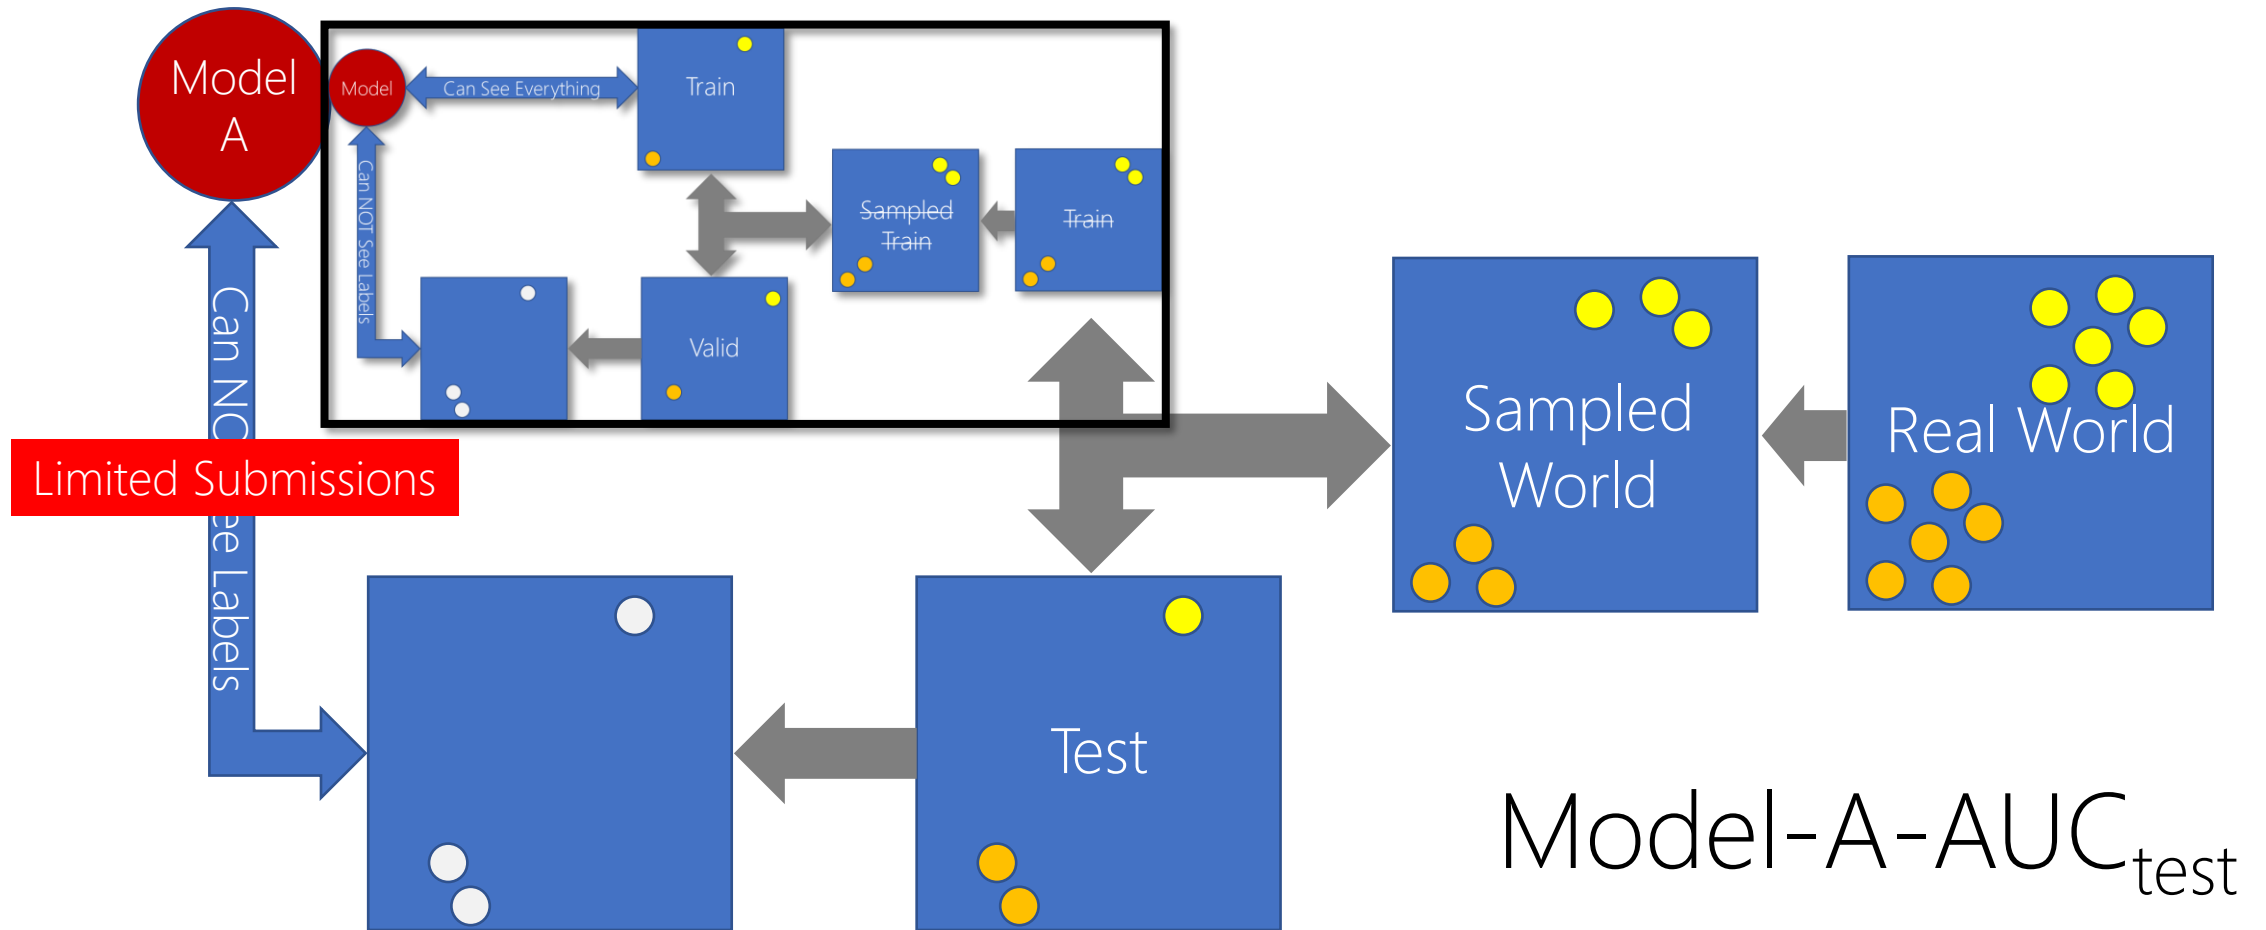 Model
A
Model
Can See Everything
Train
Can NOT See Labels
Sampled
Train
Train
Valid
Can NO
ee Labels
Limited Submissions
Sampled
World
Real World
Test
Model-A-AUCtest